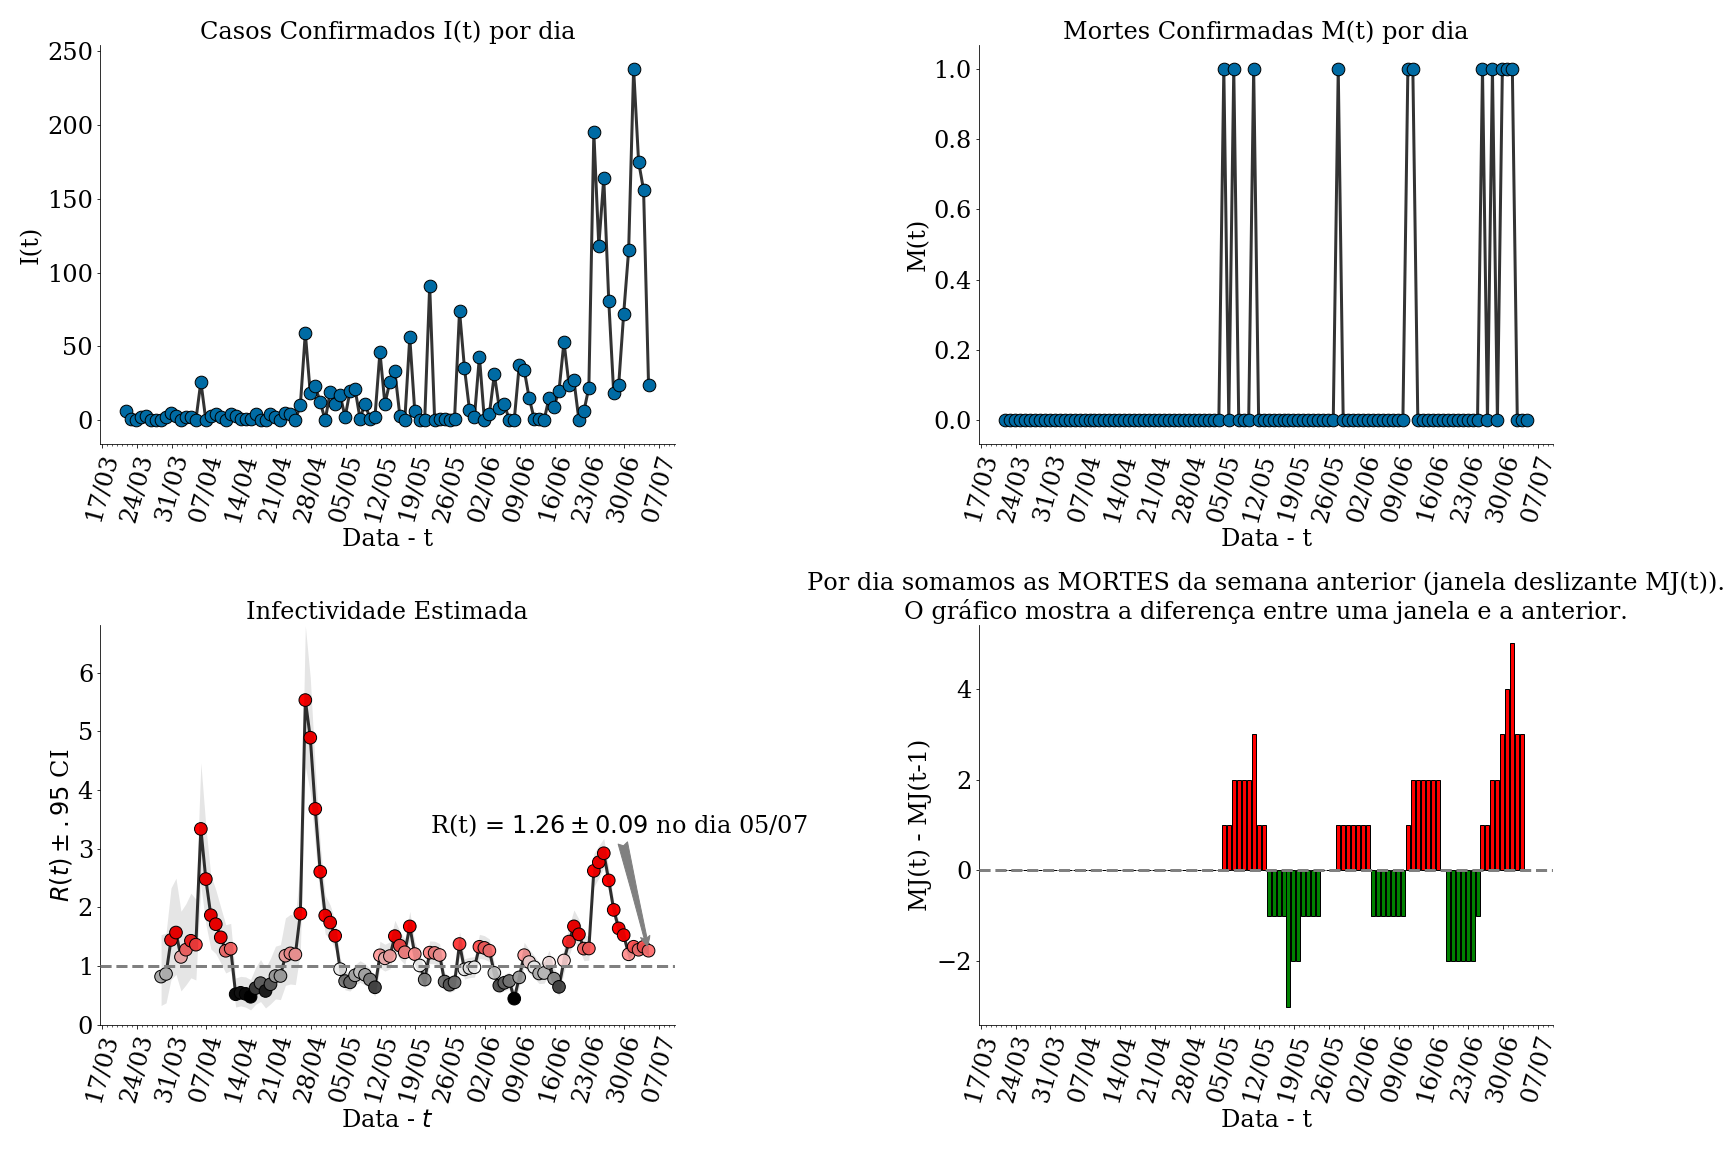 Casos Confirmados I(t) por dia
250
200
150
100
50
0
I(t)
17/03 24/03 31/03 07/04 14/04 21/04 28/04 05/05 12/05 19/05 26/05 02/06 09/06 16/06 23/06 30/06 07/07
Data - t
Mortes Confirmadas M(t) por dia
1.0
0.8
0.6
0.4
0.2
0.0
M(t)
17/03 24/03 31/03 07/04 14/04 21/04 28/04 05/05 12/05 19/05 26/05 02/06 09/06 16/06 23/06 30/06 07/07
Data - t
Infectividade Estimada
6
5
4
3
2
1
0
R(t) ± .95 CI
R(t) = 1.26 ± 0.09 no dia 05/07
17/03 24/03 31/03 07/04 14/04 21/04 28/04 05/05 12/05 19/05 26/05 02/06 09/06 16/06 23/06 30/06 07/07
Data - t
Por dia somamos as MORTES da semana anterior (janela deslizante MJ(t)).
O gráfico mostra a diferença entre uma janela e a anterior.
4
2
0
−2
MJ(t) - MJ(t-1)
17/03 24/03 31/03 07/04 14/04 21/04 28/04 05/05 12/05 19/05 26/05 02/06 09/06 16/06 23/06 30/06 07/07
Data - t